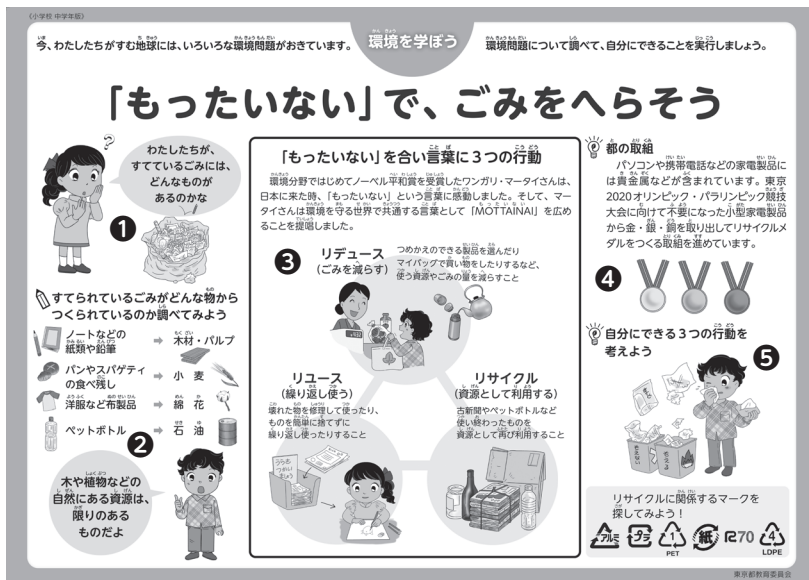 〈小学校 中学年版〉
今、わたしたちがすむ地球には、いろいろな環境問題がおきています。
環境を学ぼう
環境問題について調べて、自分にできることを実行しましょう。
「もったいない」で、ごみをへらそう
?
わたしたちが、
すてているごみには、
どんなものが
あるのかな
1
すてられているごみがどんな物から
つくられているのか調べてみよう
ノートなどの
紙類や鉛筆
木材・パルプ
パンやスパゲティ
の食べ残し
小麦
洋服など布製品
綿花
ペットボトル
石油
2
木や植物などの
自然にある資源は、
限りのある
ものだよ
「もったいない」を合い言葉に3つの行動
環境分野ではじめてノーベル平和賞を受賞したワンガリ・マータイさんは、
日本に来た時、「もったいない」という言葉に感動しました。そして、マー
タイさんは環境を守る世界で共通する言葉として「MOTTAINAI」を広め
ることを提唱しました。
3
リデュース
(ごみを減らす)
つめかえのできる製品を選んだり
マイバッグで買い物をしたりするなど、
使う資源やごみの量を減らすこと
リユース
(繰り返し使う)
壊れた物を修理して使ったり、
ものを簡単に捨てずに
繰り返し使ったりすること
うらも
つかい
ましょう
リサイクル
(資源として利用する)
古新聞やペットボトルなど
使い終わったものを
資源として再び利用すること
都の取組
パソコンや携帯電話などの家電製品に
は貴金属などが含まれています。東京
2020オリンピック・パラリンピック競技
大会に向けて不要になった小型家電製品
から金・銀・銅を取り出してリサイクルメ
ダルをつくる取組を進めています。
4
自分にできる3つの行動を
考えよう
5
もえない
もえる
リサイクルに関係するマークを
探してみよう!
アルミ
プラ
1
PET
紙
R70
4
LDPE
東京都教育委員会